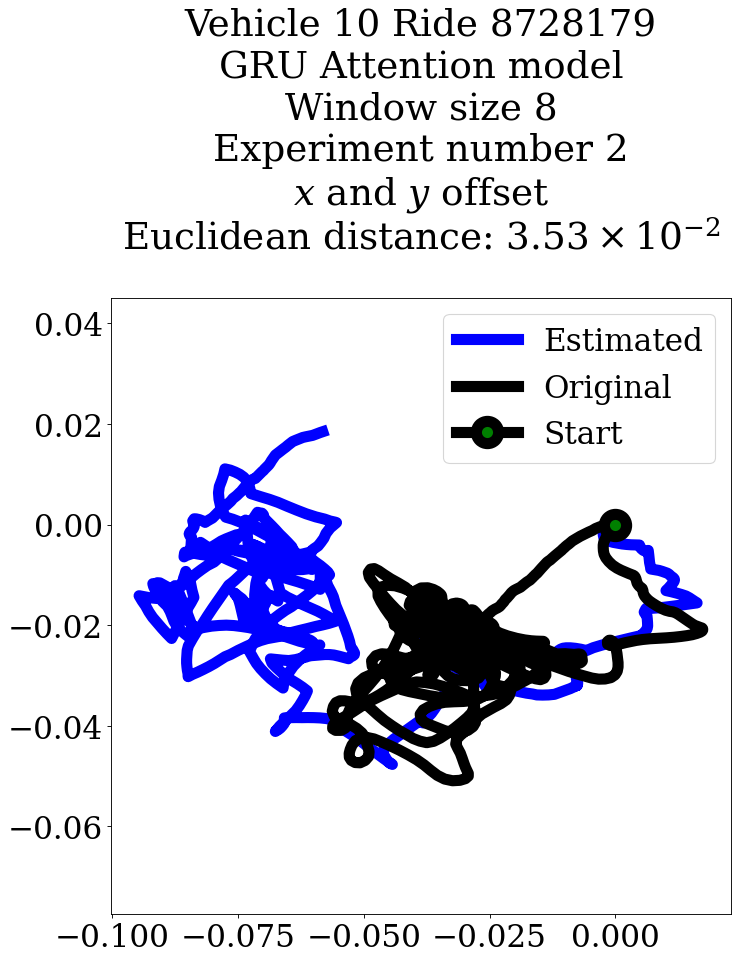 Vehicle 10 Ride 8728179
GRU Attention model
Window size 8
Experiment number 2
x and y offset
Euclidean distance: 3.53 × 10⁻²
Estimated
Original
Start
0.04
0.02
0.00
−0.02
−0.04
−0.06
−0.100 −0.075 −0.050 −0.025 0.000